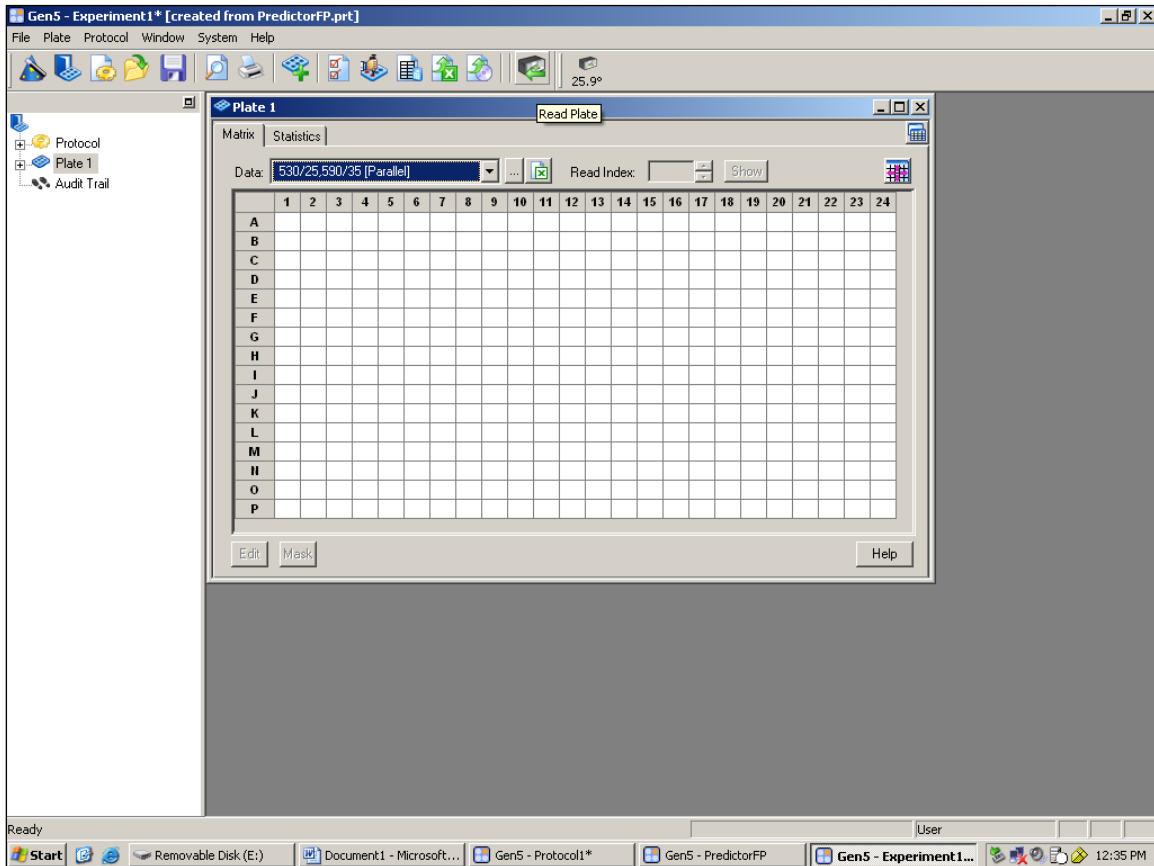 Gen5 - Experiment1* [created from PredictorFP.prt]
File Plate Protocol Window System Help
25.9°
Read Plate
Protocol
Plate 1
Audit Trail
Plate 1
Matrix Statistics
Data: 530/25,590/35 [Parallel] ... Read Index: Show
1 2 3 4 5 6 7 8 9 10 11 12 13 14 15 16 17 18 19 20 21 22 23 24
A
B
C
D
E
F
G
H
I
J
K
L
M
N
O
P
Edit Mask Help
Ready User
Start Removable Disk (E:) Document1 - Microsoft... Gen5 - Protocol1* Gen5 - PredictorFP Gen5 - Experiment1... 12:35 PM